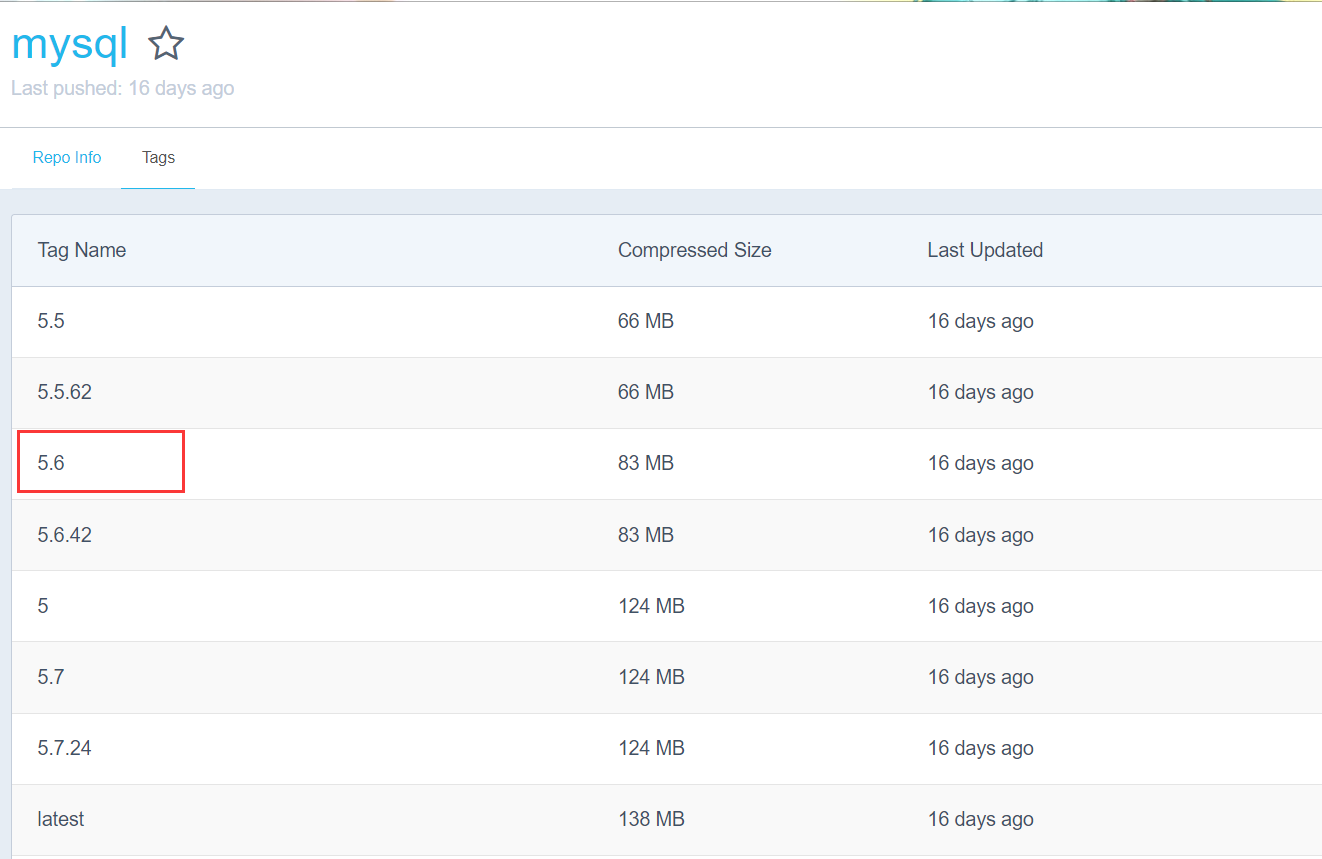 mysql
Last pushed: 16 days ago
Repo Info Tags
Tag Name Compressed Size Last Updated
5.5 66 MB 16 days ago
5.5.62 66 MB 16 days ago
5.6 83 MB 16 days ago
5.6.42 83 MB 16 days ago
5 124 MB 16 days ago
5.7 124 MB 16 days ago
5.7.24 124 MB 16 days ago
latest 138 MB 16 days ago